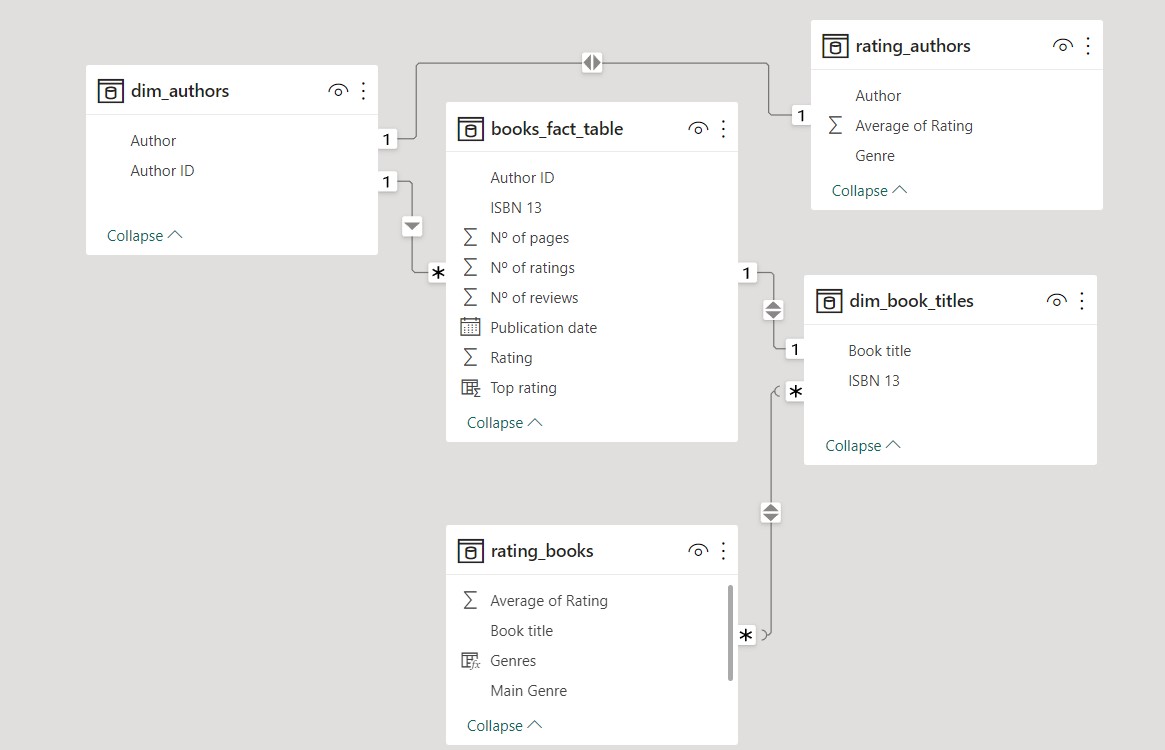 dim_authors
Author
Author ID
Collapse
1
1
books_fact_table
Author ID
ISBN 13
Nº of pages
Nº of ratings
Nº of reviews
Publication date
Rating
Top rating
Collapse
*
1
rating_authors
Author
Average of Rating
Genre
Collapse
1
dim_book_titles
Book title
ISBN 13
Collapse
1
*
rating_books
Average of Rating
Book title
Genres
Main Genre
Collapse
*